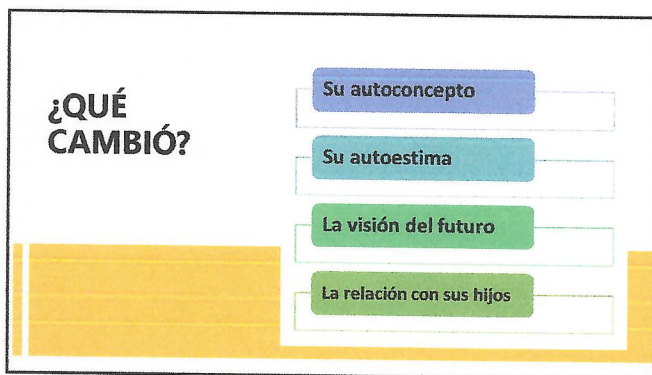 ¿QUÉ
CAMBIÓ?
Su autoconcepto
Su autoestima
La visión del futuro
La relación con sus hijos